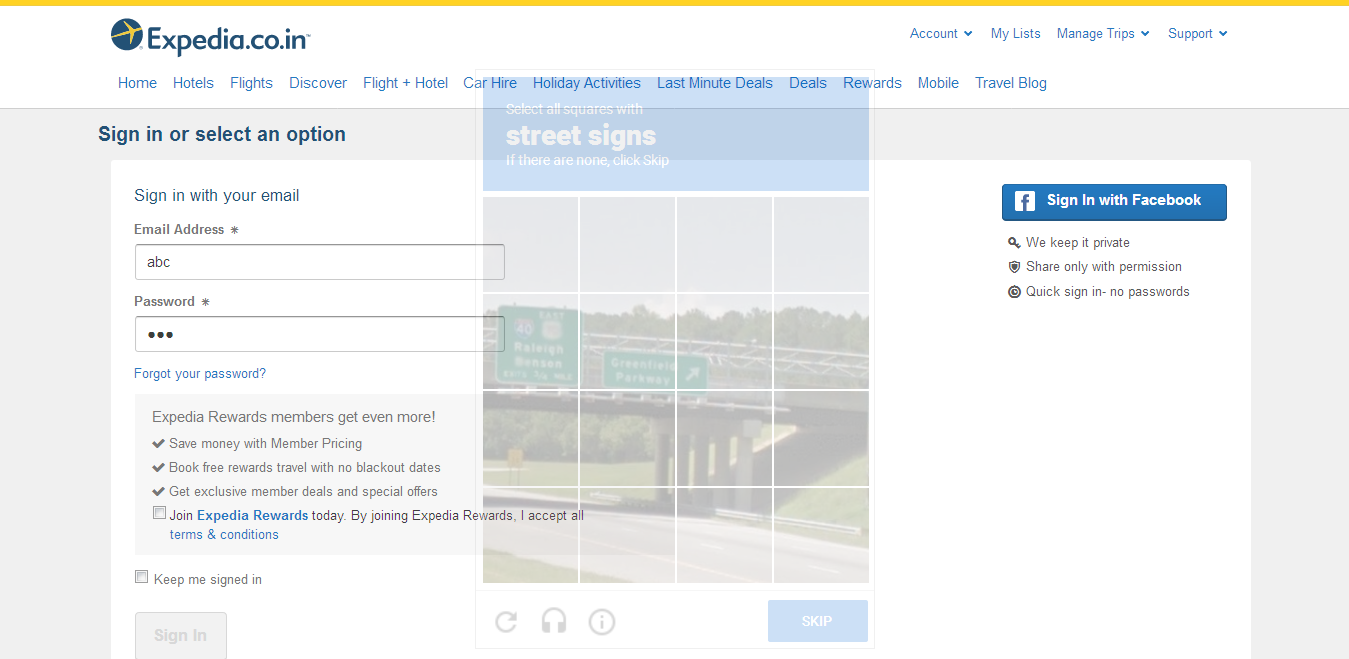 Expedia.co.in™
Account My Lists Manage Trips Support
Home Hotels Flights Discover Flight + Hotel Car Hire Holiday Activities Last Minute Deals Deals Rewards Mobile Travel Blog
Sign in or select an option
Sign in with your email
Email Address *
abc
Password *
Forgot your password?
Expedia Rewards members get even more!
Save money with Member Pricing
Book free rewards travel with no blackout dates
Get exclusive member deals and special offers
Join Expedia Rewards today. By joining Expedia Rewards, I accept all
terms & conditions
Keep me signed in
Sign In
Select all squares with
street signs
If there are none, click Skip
EAST
40
Raleigh
Benson
Greenfield
Parkway
SKIP
Sign In with Facebook
We keep it private
Share only with permission
Quick sign in- no passwords